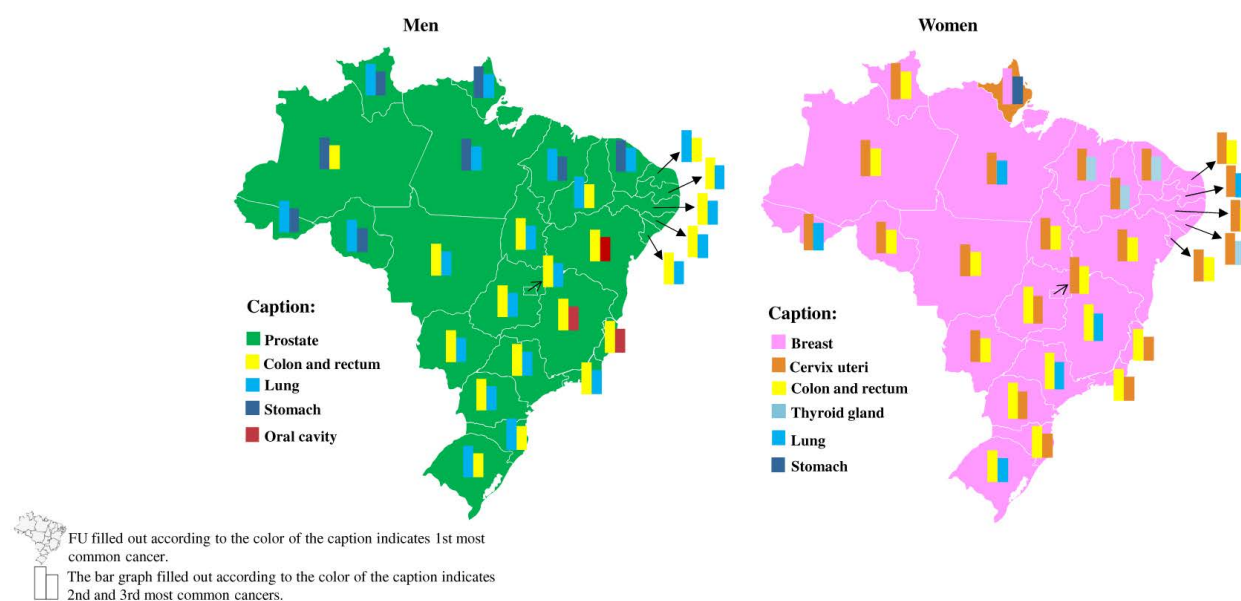 Men
Women
Caption:
Prostate
Colon and rectum
Lung
Stomach
Oral cavity
Caption:
Breast
Cervix uteri
Colon and rectum
Thyroid gland
Lung
Stomach
FU filled out according to the color of the caption indicates 1st most
common cancer.
The bar graph filled out according to the color of the caption indicates
2nd and 3rd most common cancers.